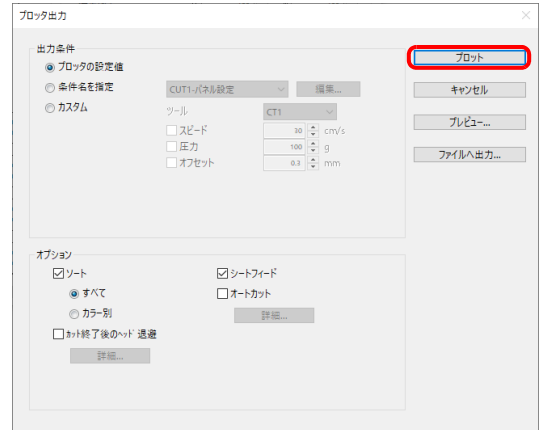 プロッタ出力
出力条件
プロッタの設定値
条件名を指定
CUT1-パネル設定
編集...
カスタム
ツール
CT1
スピード
30
cm/s
圧力
100
g
オフセット
0.3
mm
プロット
キャンセル
プレビュー...
ファイルへ出力...
オプション
ソート
すべて
カラー別
カット終了後のヘッド退避
詳細...
シートフィード
オートカット
詳細...